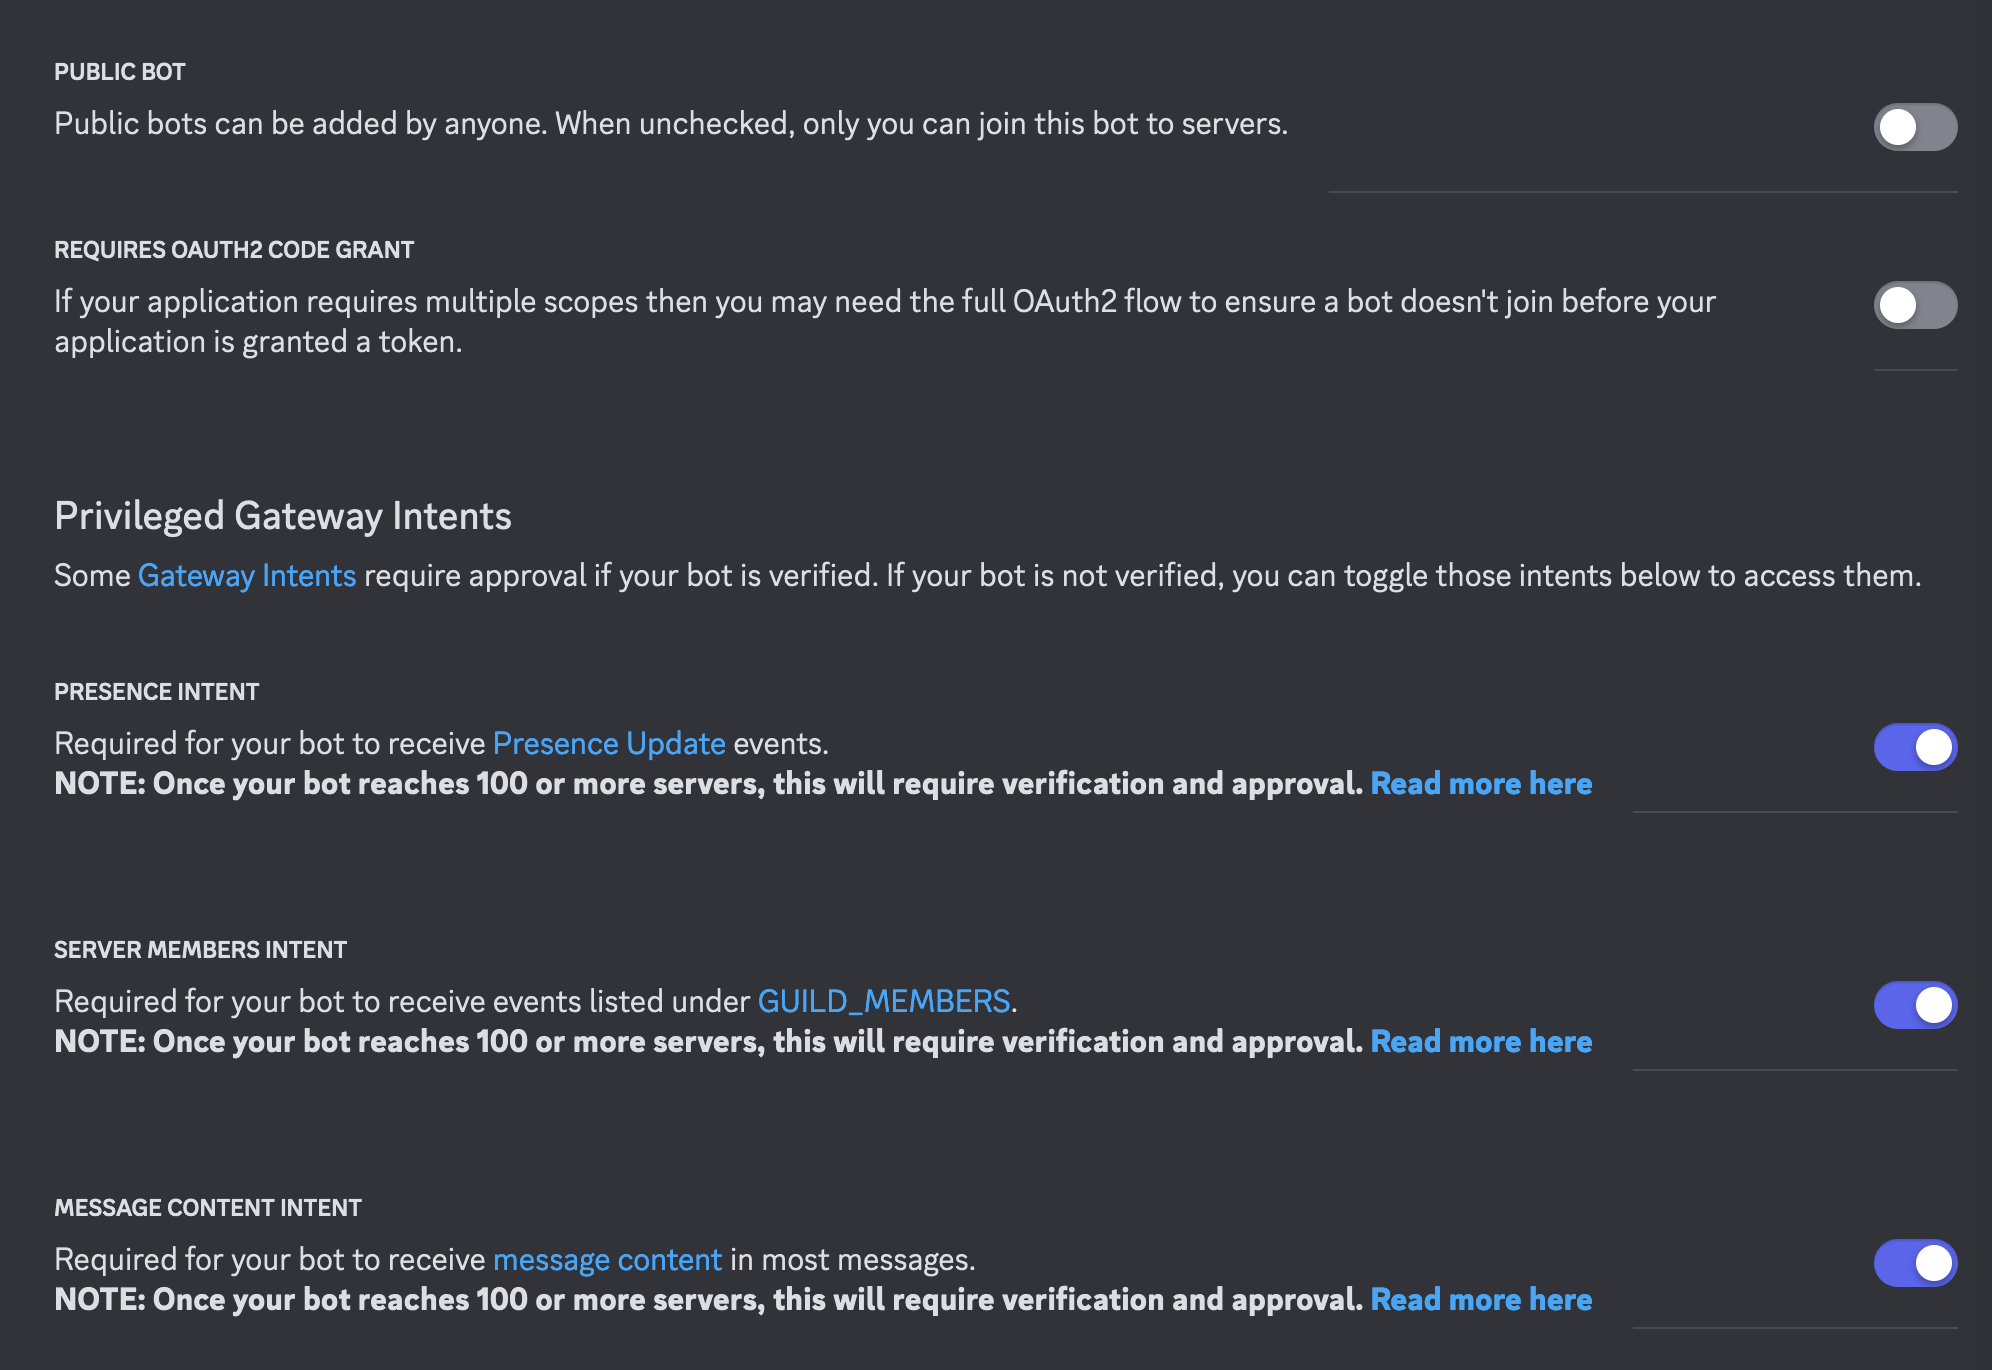 PUBLIC BOT
Public bots can be added by anyone. When unchecked, only you can join this bot to servers.
REQUIRES OAUTH2 CODE GRANT
If your application requires multiple scopes then you may need the full OAuth2 flow to ensure a bot doesn't join before your
application is granted a token.
Privileged Gateway Intents
Some Gateway Intents require approval if your bot is verified. If your bot is not verified, you can toggle those intents below to access them.
PRESENCE INTENT
Required for your bot to receive Presence Update events.
NOTE: Once your bot reaches 100 or more servers, this will require verification and approval. Read more here
SERVER MEMBERS INTENT
Required for your bot to receive events listed under GUILD_MEMBERS.
NOTE: Once your bot reaches 100 or more servers, this will require verification and approval. Read more here
MESSAGE CONTENT INTENT
Required for your bot to receive message content in most messages.
NOTE: Once your bot reaches 100 or more servers, this will require verification and approval. Read more here